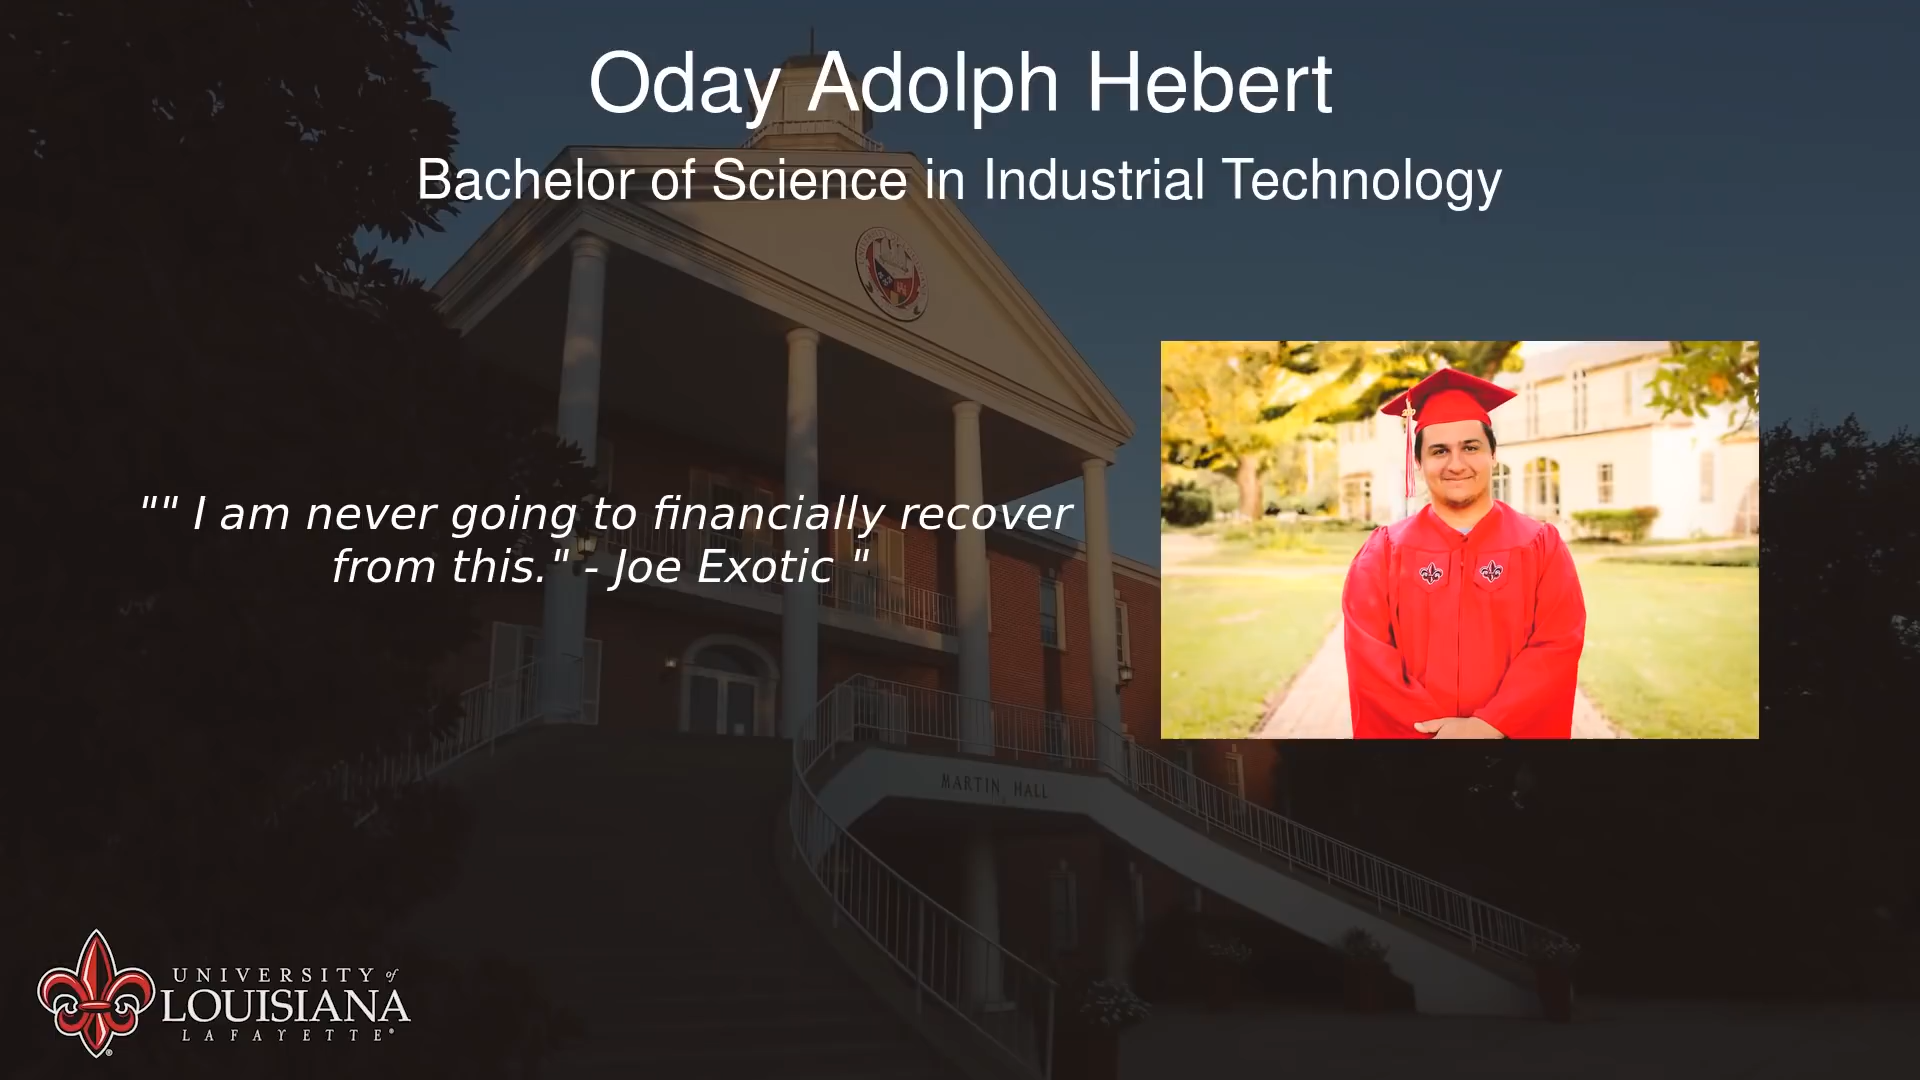 Oday Adolph Hebert
Bachelor of Science in Industrial Technology
"" I am never going to financially recover
from this." - Joe Exotic "
MARTIN HALL
UNIVERSITY of
LOUISIANA
LAFAYETTE®